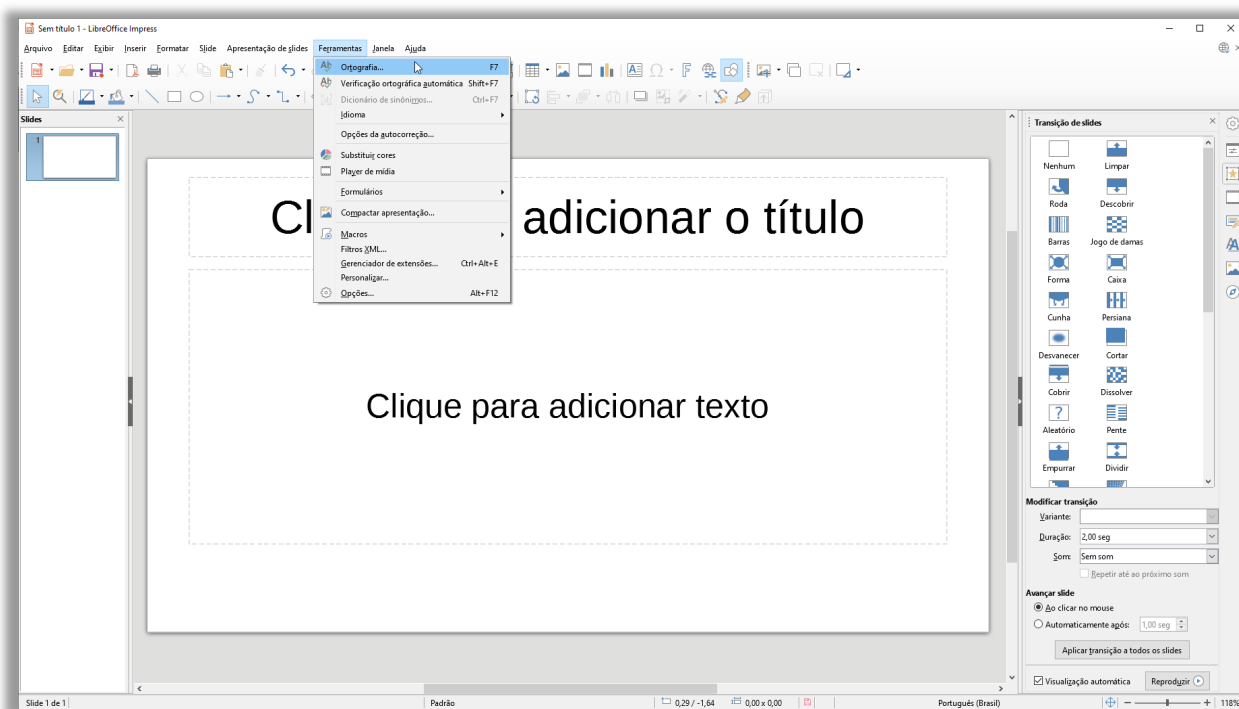 Sem título 1 - LibreOffice Impress
Arquivo Editar Exibir Inserir Formatar Slide Apresentação de slides Ferramentas Janela Ajuda
Ortografia... F7
Verificação ortográfica automática Shift+F7
Dicionário de sinônimos... Ctrl+F7
Idioma
Opções da autocorreção...
Substituir cores
Player de mídia
Formulários
Compactar apresentação...
Macros
Filtros XML...
Gerenciador de extensões... Ctrl+Alt+E
Personalizar...
Opções... Alt+F12
Slides
1
Cl adicionar o título
Clique para adicionar texto
Transição de slides
Nenhum Limpar
Roda Descobrir
Barras Jogo de damas
Forma Caixa
Cunha Persiana
Desvanecer Cortar
Cobrir Dissolver
Aleatório Pente
Empurrar Dividir
Modificar transição
Variante:
Duração: 2,00 seg
Som: Sem som
Repetir até ao próximo som
Avançar slide
Ao clicar no mouse
Automaticamente após: 1,00 seg
Aplicar transição a todos os slides
Visualização automática Reproduzir
Slide 1 de 1 Padrão 0,29 / -1,64 0,00 x 0,00 Português (Brasil) 118%